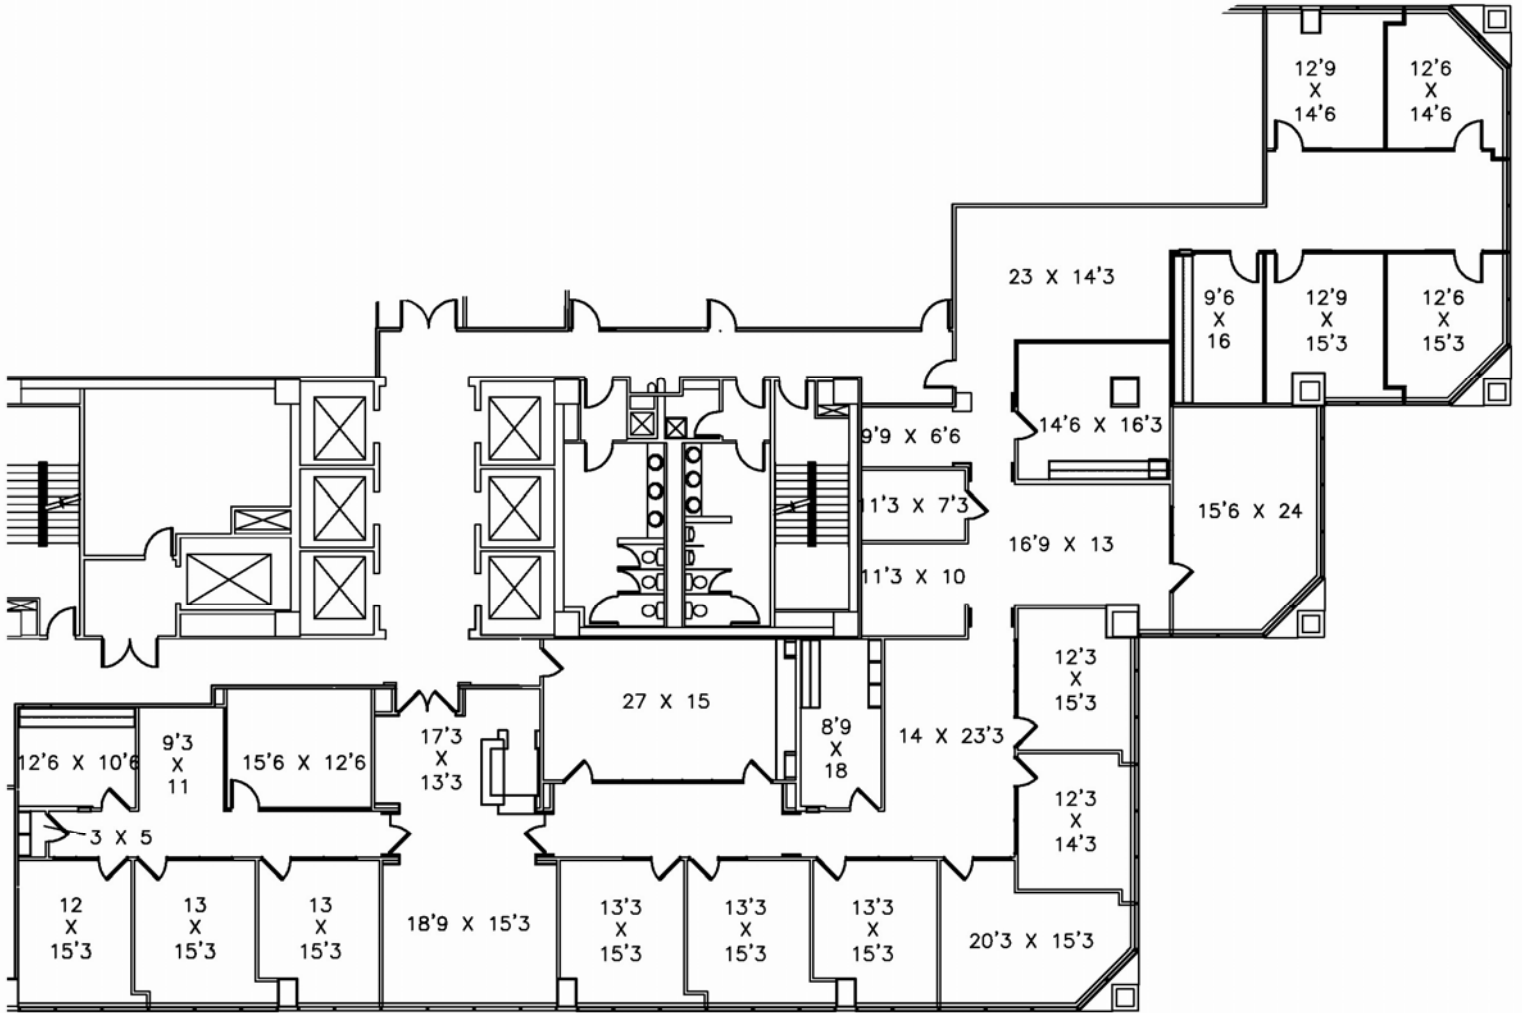 12'9
X
14'6
12'6
X
14'6
23 X 14'3
9'6
X
16
12'9
X
15'3
12'6
X
15'3
14'6 X 16'3
9'9 X 6'6
11'3 X 7'3
15'6 X 24
16'9 X 13
11'3 X 10
12'3
X
15'3
27 X 15
8'9
X
18
14 X 23'3
17'3
X
13'3
12'6 X 10'6
9'3
X
11
15'6 X 12'6
12'3
X
14'3
3 X 5
12
X
15'3
13
X
15'3
13
X
15'3
18'9 X 15'3
13'3
X
15'3
13'3
X
15'3
13'3
X
15'3
20'3 X 15'3